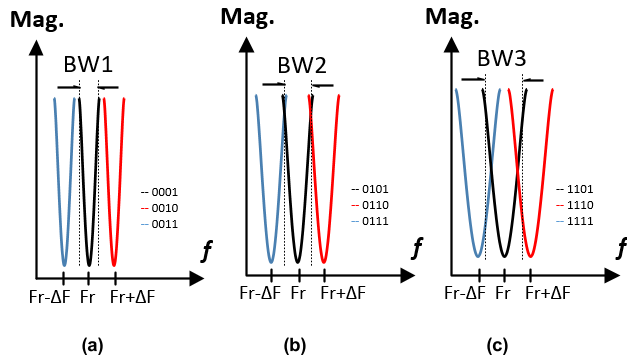 Mag.
BW1
-- 0001
-- 0010
-- 0011
f
Fr-ΔF Fr Fr+ΔF
(a)
Mag.
BW2
-- 0101
-- 0110
-- 0111
f
Fr-ΔF Fr Fr+ΔF
(b)
Mag.
BW3
-- 1101
-- 1110
-- 1111
f
Fr-ΔF Fr Fr+ΔF
(c)